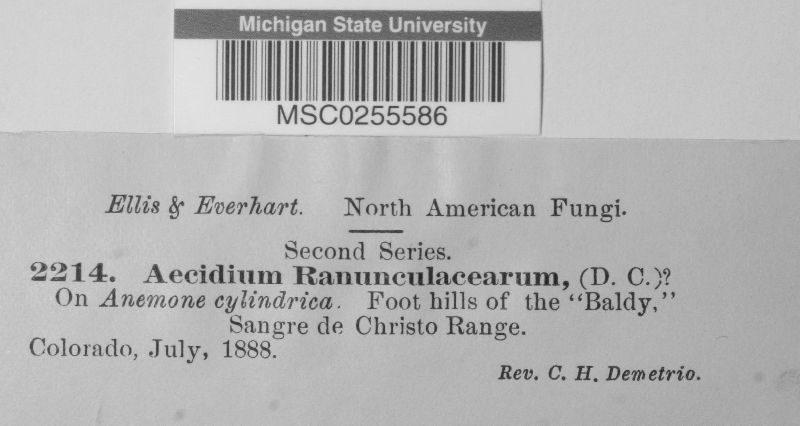 Michigan State University
MSC0255586
Ellis & Everhart. North American Fungi.
Second Series.
2214. Aecidium Ranunculacearum, (D. C.)?
On Anemone cylindrica. Foot hills of the "Baldy,"
Sangre de Christo Range.
Colorado, July, 1888.
Rev. C. H. Demetrio.